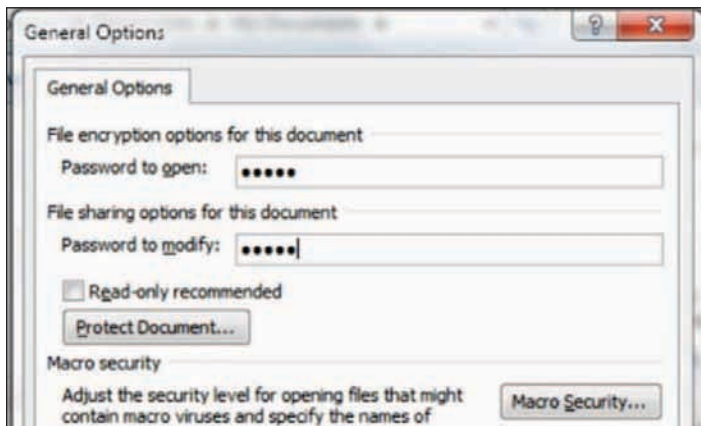 General Options
General Options
File encryption options for this document
Password to open: •••••
File sharing options for this document
Password to modify: •••••
Read-only recommended
Protect Document...
Macro security
Adjust the security level for opening files that might
contain macro viruses and specify the names of
Macro Security...